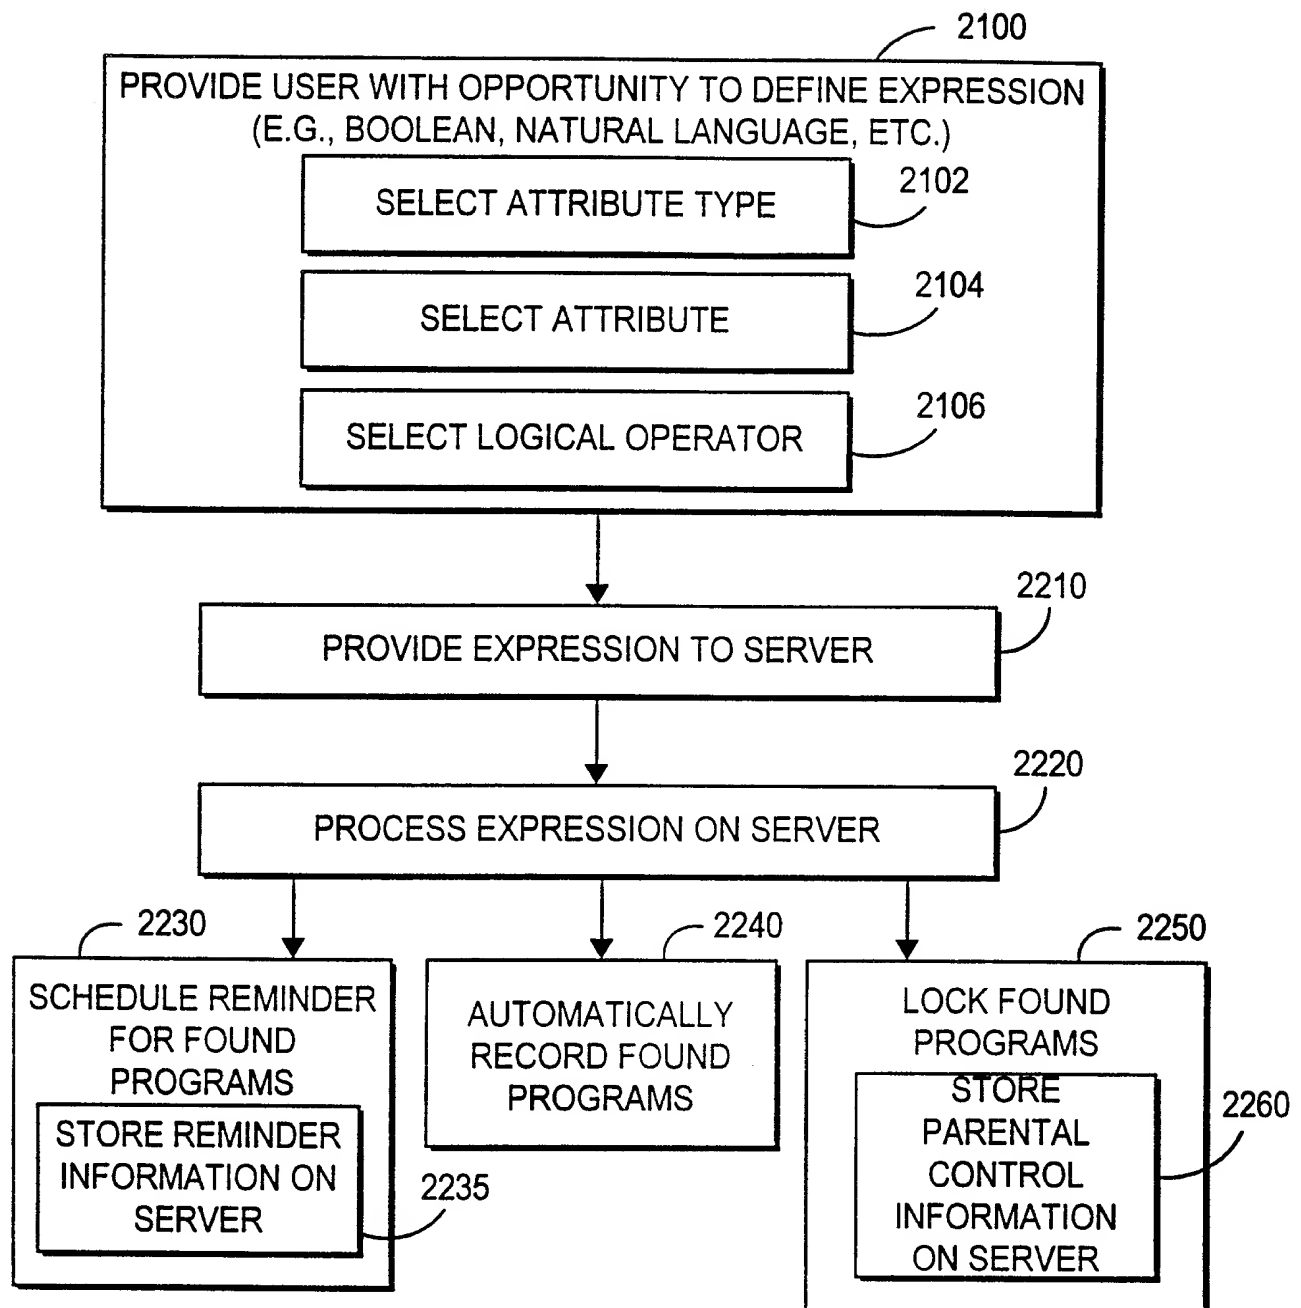 2100
PROVIDE USER WITH OPPORTUNITY TO DEFINE EXPRESSION
(E.G., BOOLEAN, NATURAL LANGUAGE, ETC.)
SELECT ATTRIBUTE TYPE
2102
SELECT ATTRIBUTE
2104
SELECT LOGICAL OPERATOR
2106
PROVIDE EXPRESSION TO SERVER
2210
PROCESS EXPRESSION ON SERVER
2220
2230
SCHEDULE REMINDER
FOR FOUND
PROGRAMS
STORE REMINDER
INFORMATION ON
SERVER
2235
2240
AUTOMATICALLY
RECORD FOUND
PROGRAMS
2250
LOCK FOUND
PROGRAMS
STORE
PARENTAL
CONTROL
INFORMATION
ON SERVER
2260